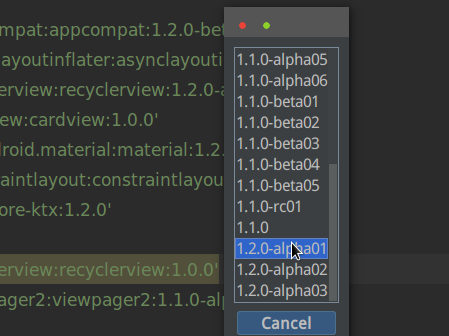 mpat:appcompat:1.2.0-bet
ayoutinflater:asynclayouti
erview:recyclerview:1.2.0-a
ew:cardview:1.0.0'
roid.material:material:1.2.
aintlayout:constraintlayou
ore-ktx:1.2.0'
erview:recyclerview:1.0.0'
ager2:viewpager2:1.1.0-alp
1.1.0-alpha05
1.1.0-alpha06
1.1.0-beta01
1.1.0-beta02
1.1.0-beta03
1.1.0-beta04
1.1.0-beta05
1.1.0-rc01
1.1.0
1.2.0-alpha01
1.2.0-alpha02
1.2.0-alpha03
Cancel